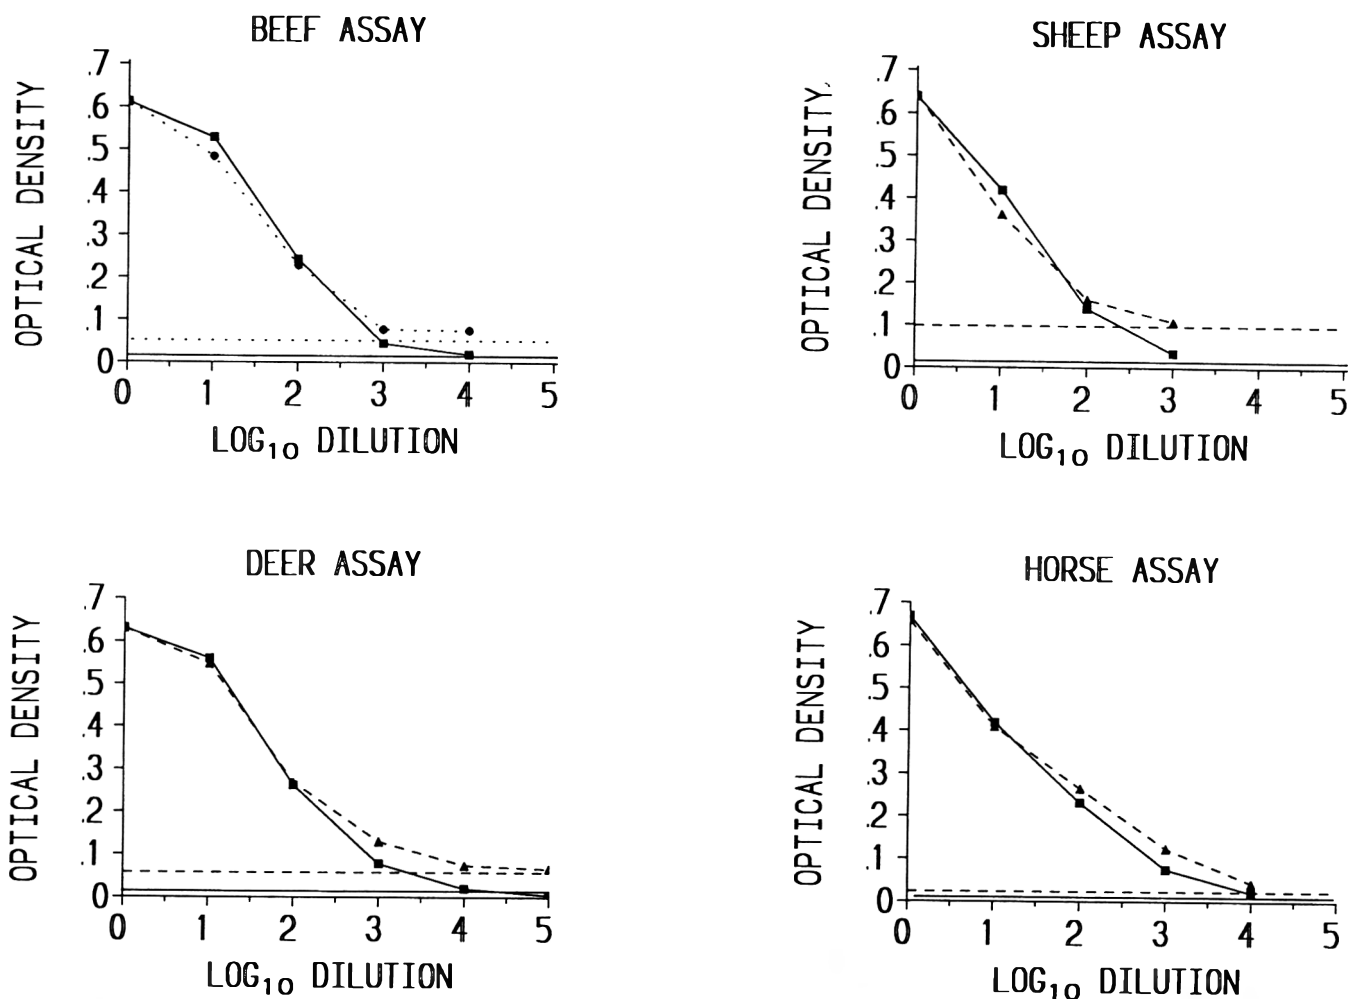 BEEF ASSAY
OPTICAL DENSITY
.7
.6
.5
.4
.3
.2
.1
0
0 1 2 3 4 5
LOG₁₀ DILUTION
SHEEP ASSAY
OPTICAL DENSITY
.7
.6
.5
.4
.3
.2
.1
0
0 1 2 3 4 5
LOG₁₀ DILUTION
DEER ASSAY
OPTICAL DENSITY
.7
.6
.5
.4
.3
.2
.1
0
0 1 2 3 4 5
LOG₁₀ DILUTION
HORSE ASSAY
OPTICAL DENSITY
.7
.6
.5
.4
.3
.2
.1
0
0 1 2 3 4 5
LOG₁₀ DILUTION